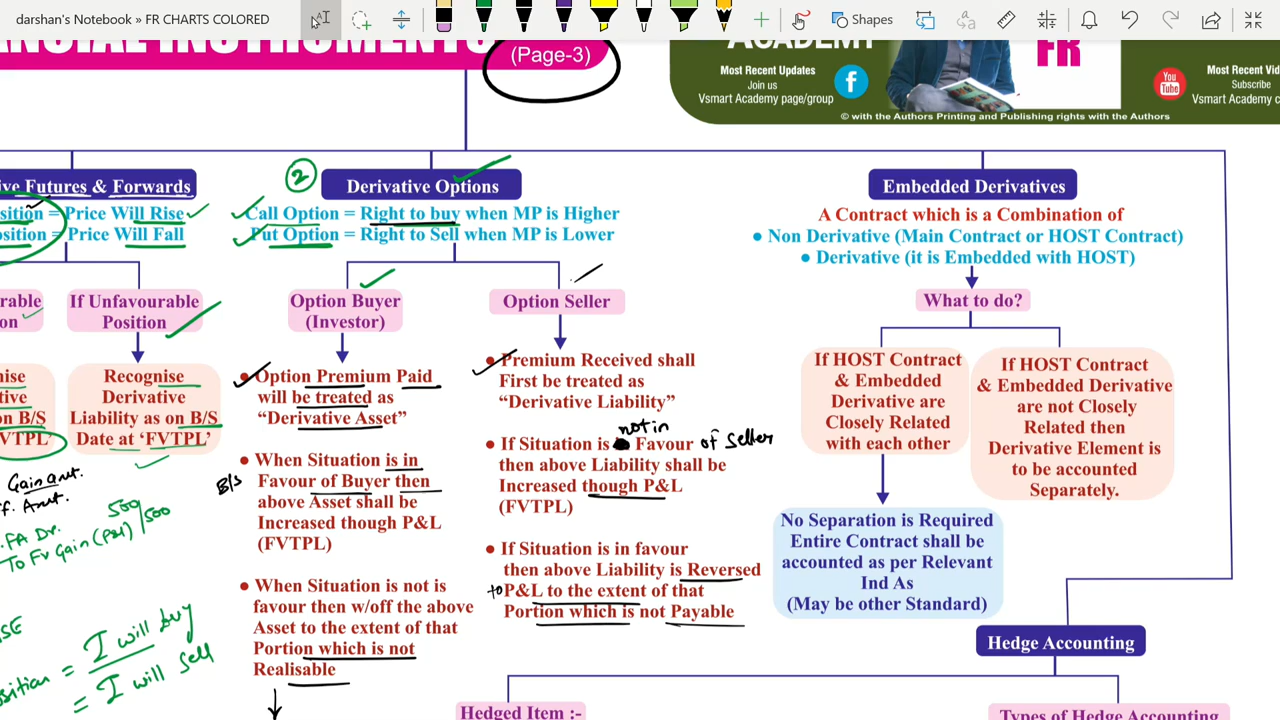 darshan's Notebook » FR CHARTS COLORED
Shapes
(Page-3)
ACADEMY
FR
Most Recent Updates
Join us
Vsmart Academy page/group
f
You
Tube
Most Recent
Subscribe
Vsmart Academy
© with the Authors Printing and Publishing rights with the Authors
Futures & Forwards
= Price Will Rise
= Price Will Fall
If Unfavourable
Position
Recognise
Derivative
Liability as on B/S
Date at 'FVTPL'
Gain amt.
FA Dr. 500
To FV Gain (P&L) 500
= I will buy
= I will sell
2
Derivative Options
Call Option = Right to buy when MP is Higher
Put Option = Right to Sell when MP is Lower
Option Buyer
(Investor)
• Option Premium Paid
will be treated as
"Derivative Asset"
B/S
• When Situation is in
Favour of Buyer then
above Asset shall be
Increased though P&L
(FVTPL)
• When Situation is not is
favour then w/off the above
Asset to the extent of that
Portion which is not
Realisable
Option Seller
• Premium Received shall
First be treated as
"Derivative Liability"
• If Situation is not in Favour of Seller
then above Liability shall be
Increased though P&L
(FVTPL)
• If Situation is in favour
then above Liability is Reversed
to P&L to the extent of that
Portion which is not Payable
Embedded Derivatives
A Contract which is a Combination of
• Non Derivative (Main Contract or HOST Contract)
• Derivative (it is Embedded with HOST)
What to do?
If HOST Contract
& Embedded
Derivative are
Closely Related
with each other
No Separation is Required
Entire Contract shall be
accounted as per Relevant
Ind As
(May be other Standard)
If HOST Contract
& Embedded Derivative
are not Closely
Related then
Derivative Element is
to be accounted
Separately.
Hedge Accounting
Hedged Item :-
Types of Hedge Accounting